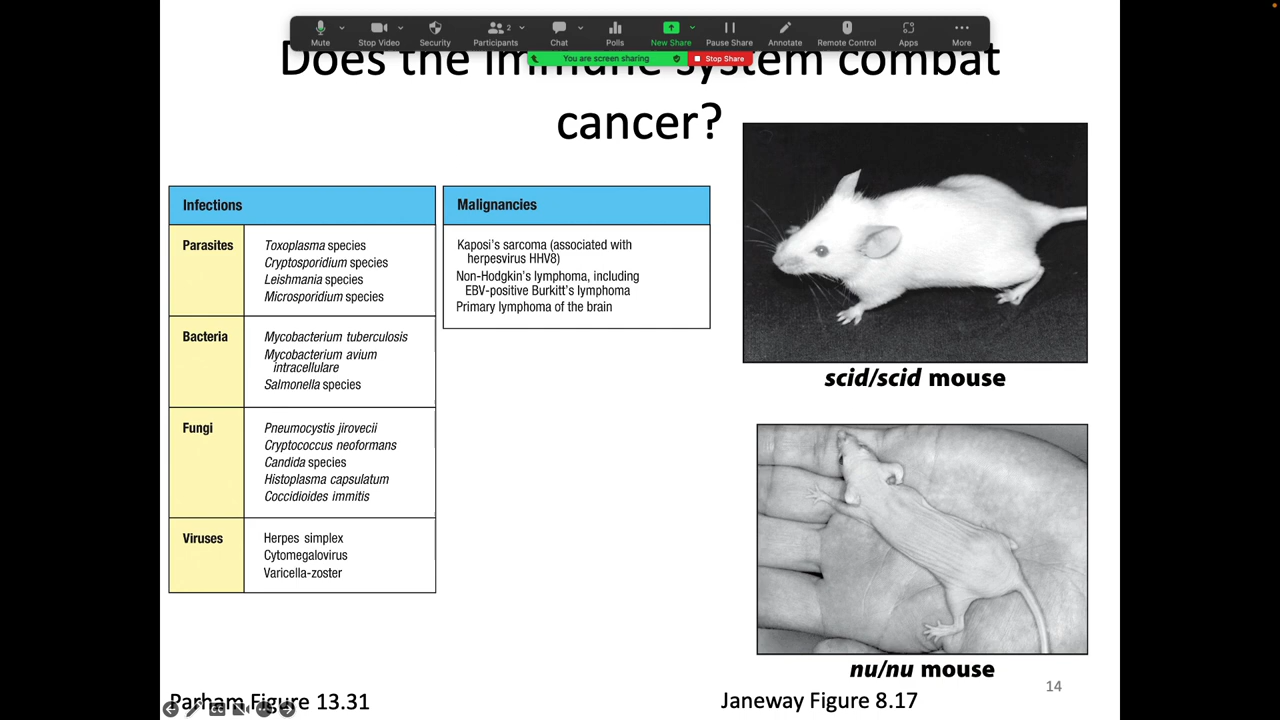 Mute
Stop Video
Security
Participants
2
Chat
Polls
New Share
Pause Share
Annotate
Remote Control
Apps
More
You are screen sharing
Stop Share
Does the immune system combat
cancer?
Infections
Parasites
Toxoplasma species
Cryptosporidium species
Leishmania species
Microsporidium species
Bacteria
Mycobacterium tuberculosis
Mycobacterium avium
intracellulare
Salmonella species
Fungi
Pneumocystis jirovecii
Cryptococcus neoformans
Candida species
Histoplasma capsulatum
Coccidioides immitis
Viruses
Herpes simplex
Cytomegalovirus
Varicella-zoster
Malignancies
Kaposi's sarcoma (associated with
herpesvirus HHV8)
Non-Hodgkin's lymphoma, including
EBV-positive Burkitt's lymphoma
Primary lymphoma of the brain
scid/scid mouse
nu/nu mouse
14
Parham Figure 13.31
Janeway Figure 8.17